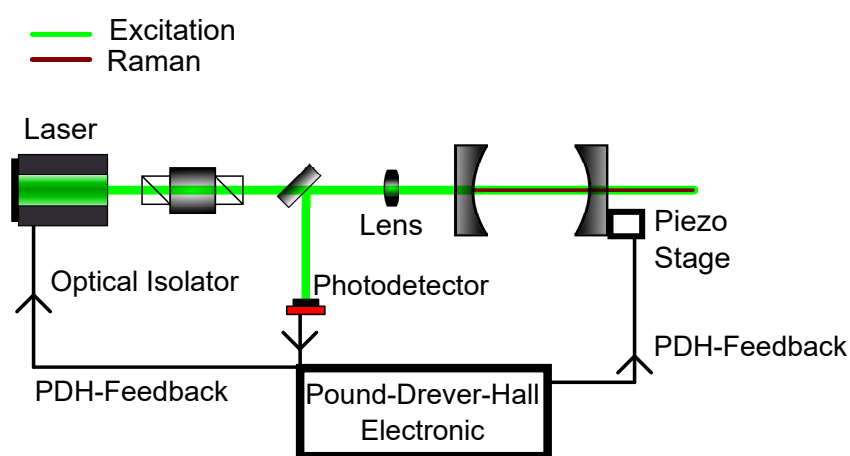 Excitation
Raman
Laser
Lens
Piezo
Stage
Optical Isolator
Photodetector
PDH-Feedback
PDH-Feedback
Pound-Drever-Hall
Electronic